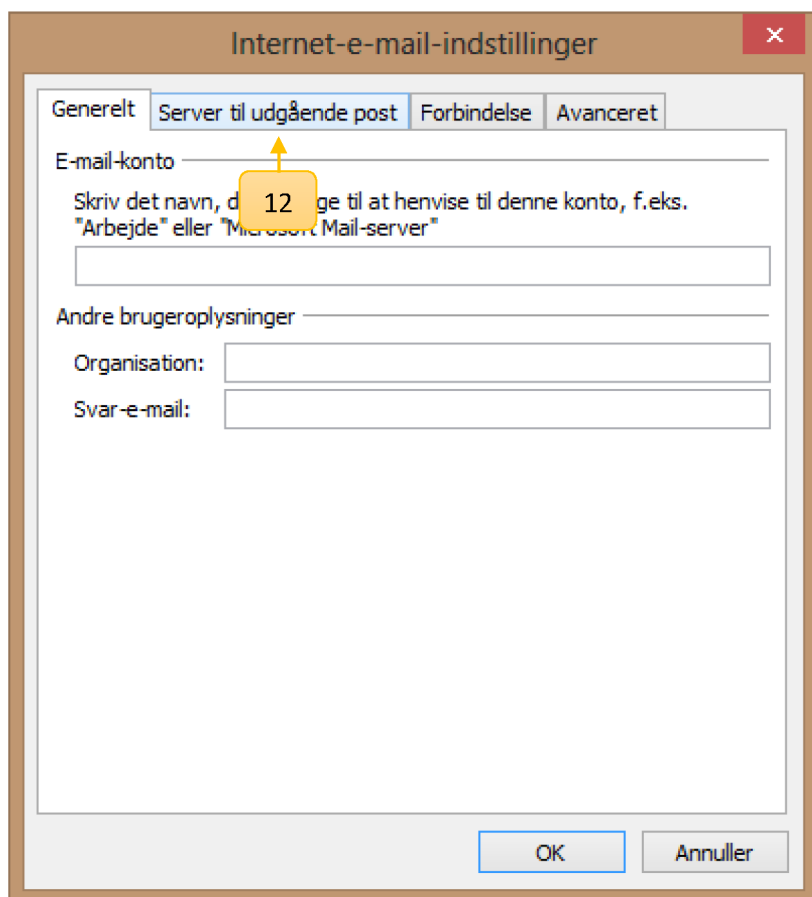 Internet-e-mail-indstillinger
Generelt
Server til udgående post
Forbindelse
Avanceret
E-mail-konto
12
Skriv det navn, ge til at henvise til denne konto, f.eks.
"Arbejde" eller "Microsoft Mail-server"
Andre brugeroplysninger
Organisation:
Svar-e-mail:
OK
Annuller